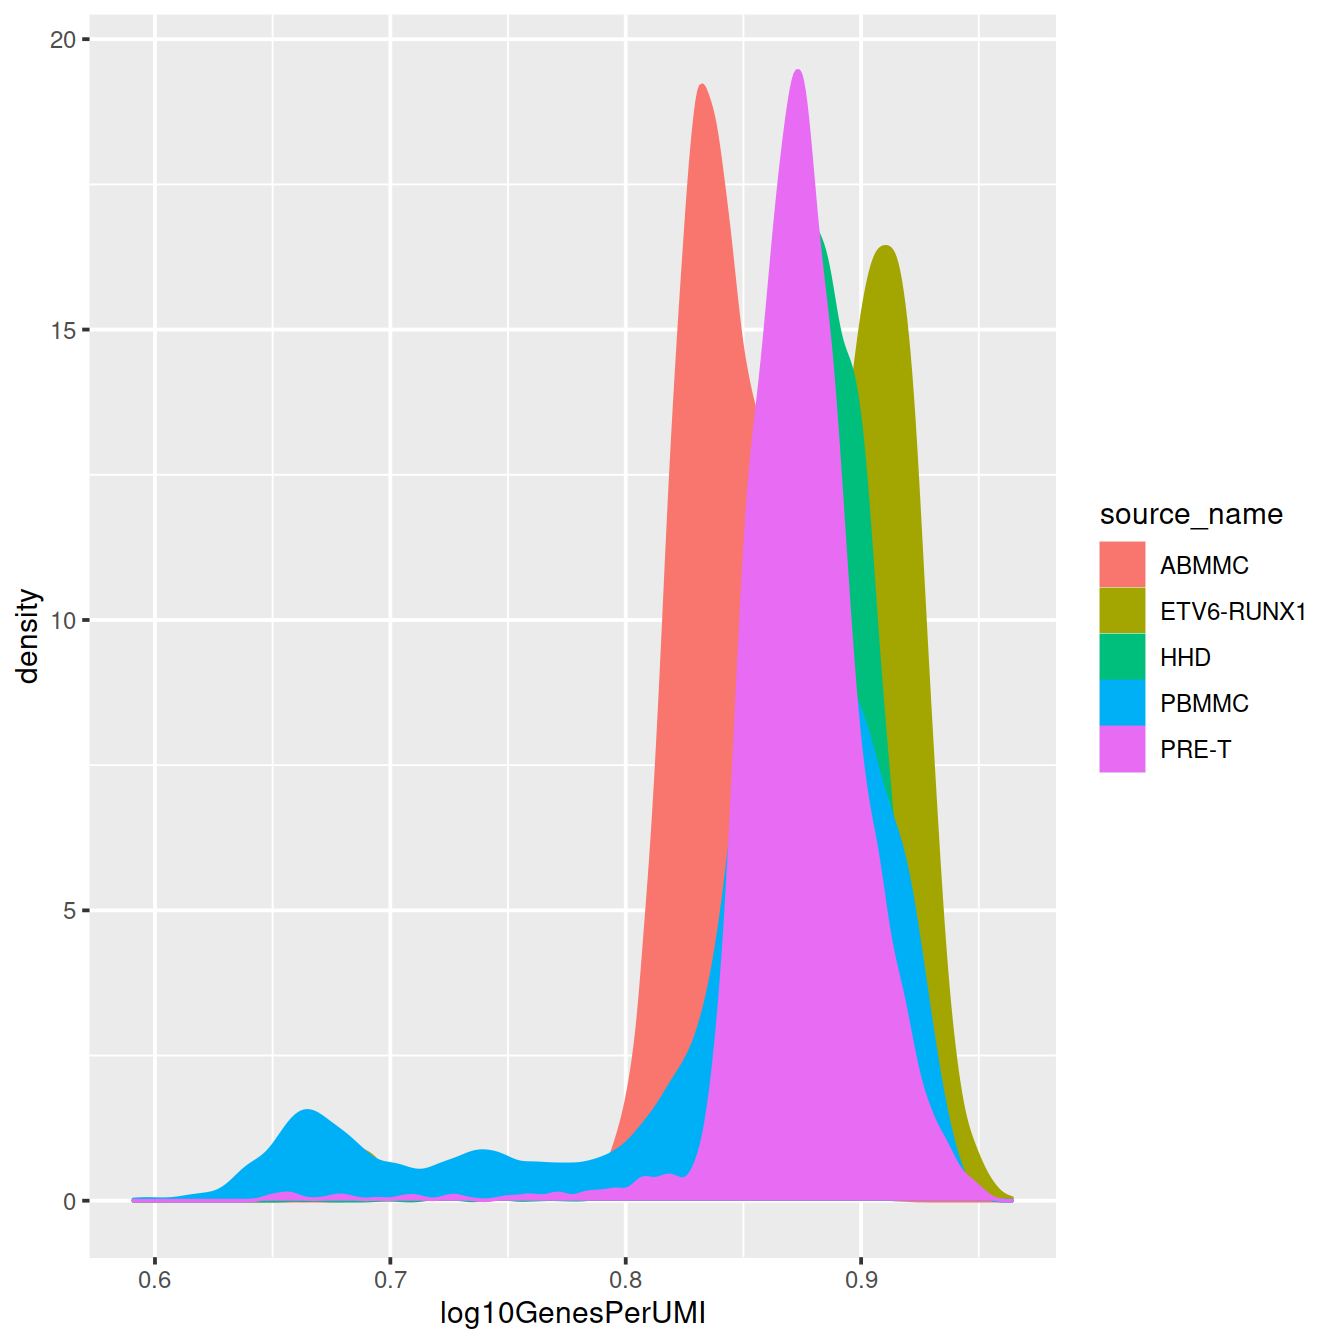 20
15
10
5
0
density
0.6
0.7
0.8
0.9
log10GenesPerUMI
source_name
ABMMC
ETV6-RUNX1
HHD
PBMMC
PRE-T